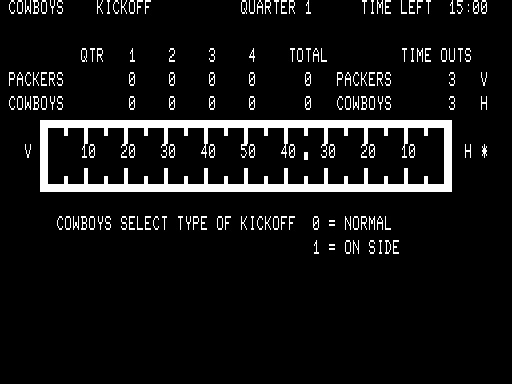 COWBOYS KICKOFF QUARTER 1 TIME LEFT 15:00
QTR 1 2 3 4 TOTAL TIME OUTS
PACKERS 0 0 0 0 0 PACKERS 3 V
COWBOYS 0 0 0 0 0 COWBOYS 3 H
V 10 20 30 40 50 40 30 20 10 H *
COWBOYS SELECT TYPE OF KICKOFF 0 = NORMAL
1 = ON SIDE